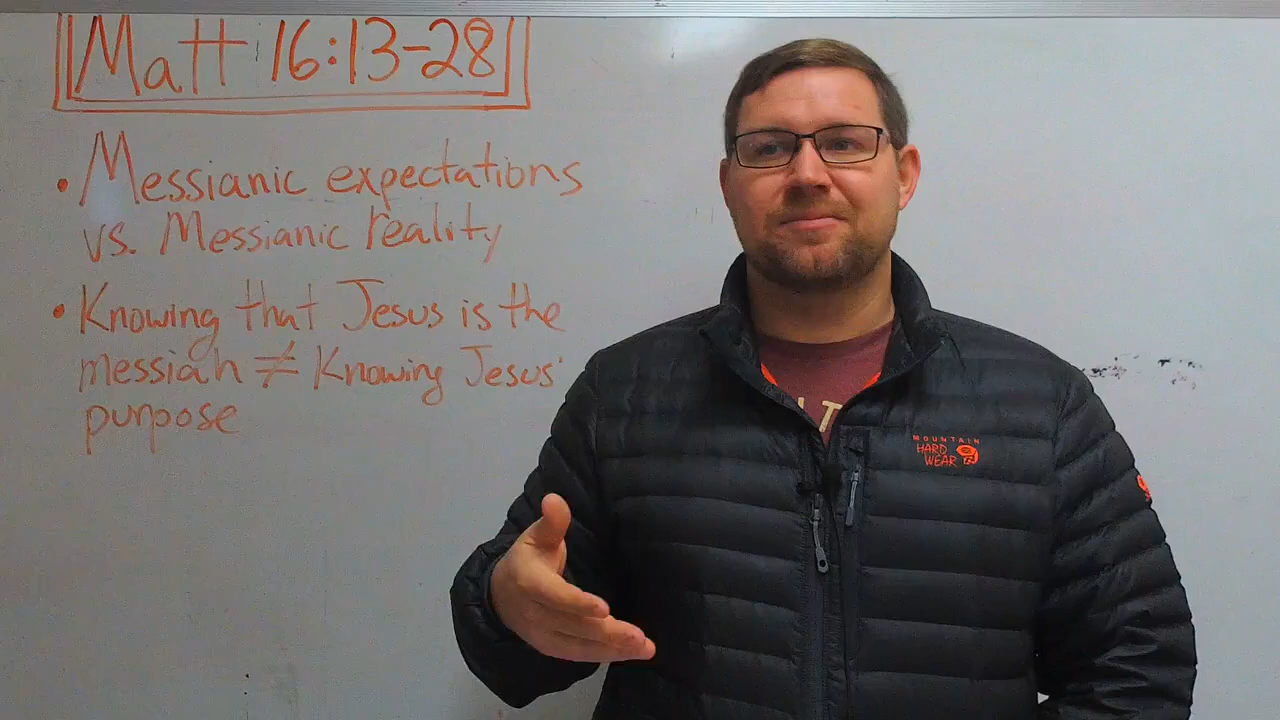 Matt 16:13-28
• Messianic expectations
vs. Messianic reality
• Knowing that Jesus is the
messiah ≠ Knowing Jesus'
purpose
MOUNTAIN
HARD
WEAR